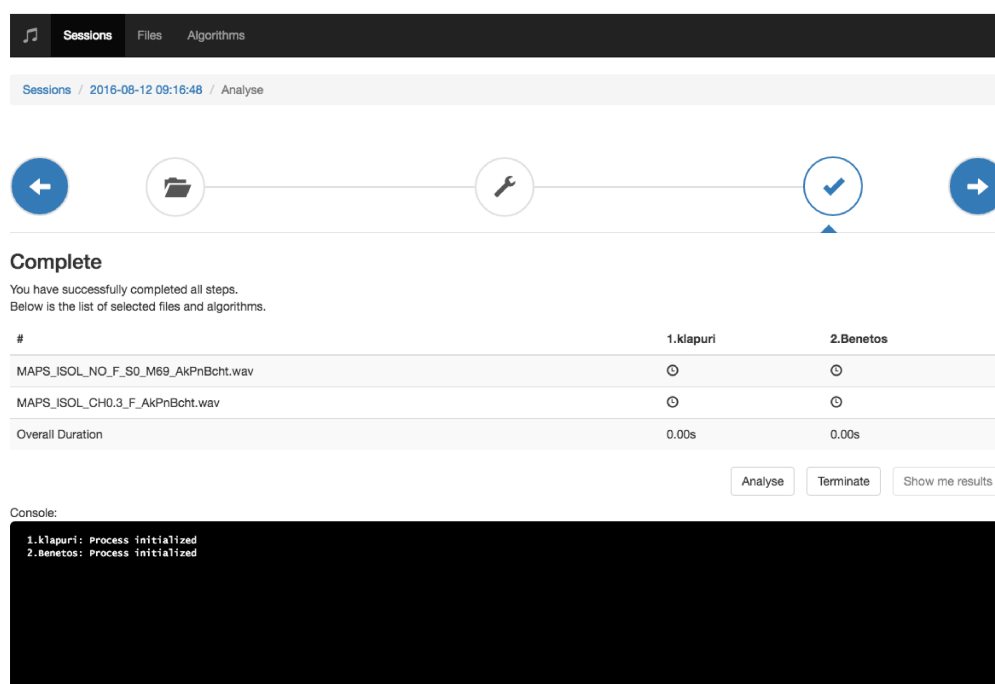 Sessions Files Algorithms
Sessions / 2016-08-12 09:16:48 / Analyse
Complete
You have successfully completed all steps.
Below is the list of selected files and algorithms.
# 1.klapuri 2.Benetos
MAPS_ISOL_NO_F_S0_M69_AkPnBcht.wav
MAPS_ISOL_CH0.3_F_AkPnBcht.wav
Overall Duration 0.00s 0.00s
Analyse Terminate Show me results
Console:
1.klapuri: Process initialized
2.Benetos: Process initialized